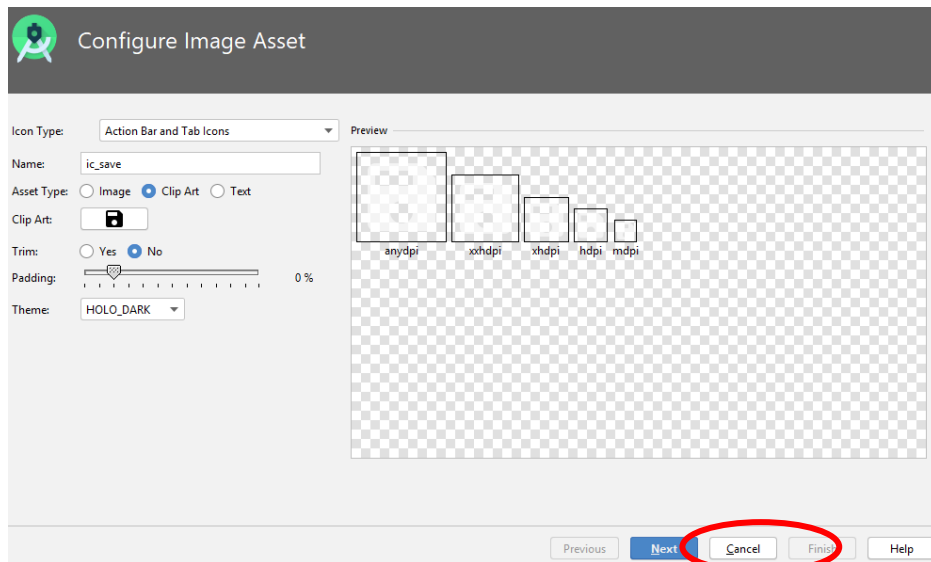 Configure Image Asset
Icon Type: Action Bar and Tab Icons
Preview
Name: ic_save
Asset Type: Image Clip Art Text
Clip Art:
anydpi xxhdpi xhdpi hdpi mdpi
Trim: Yes No
Padding: 0 %
Theme: HOLO_DARK
Previous Next Cancel Finish Help